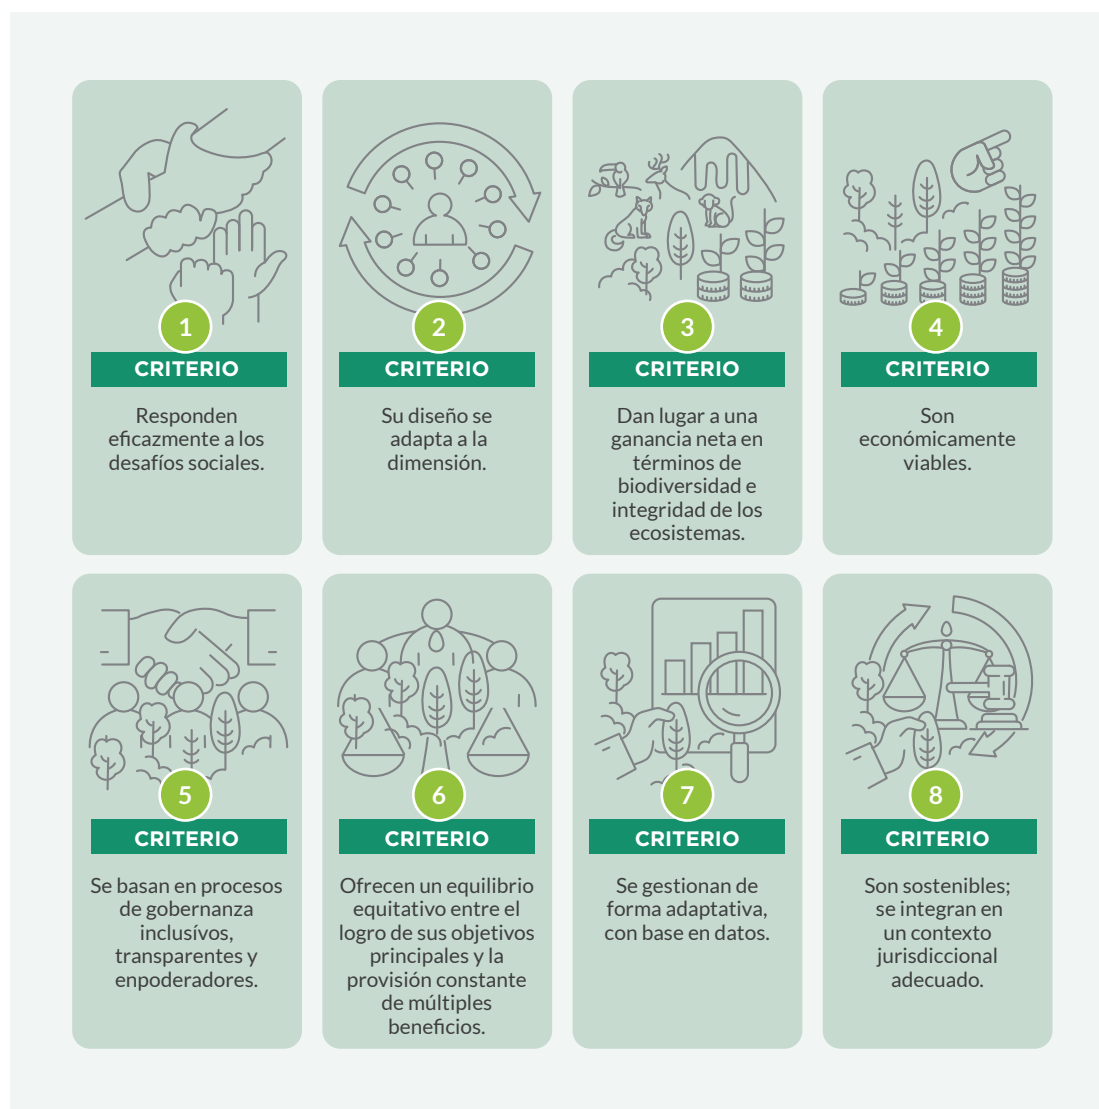 1
CRITERIO
Responden
eficazmente a los
desafíos sociales.
2
CRITERIO
Su diseño se
adapta a la
dimensión.
3
CRITERIO
Dan lugar a una
ganancia neta en
términos de
biodiversidad e
integridad de los
ecosistemas.
4
CRITERIO
Son
económicamente
viables.
5
CRITERIO
Se basan en procesos
de gobernanza
inclusívos,
transparentes y
enpoderadores.
6
CRITERIO
Ofrecen un equilibrio
equitativo entre el
logro de sus objetivos
principales y la
provisión constante
de múltiples
beneficios.
7
CRITERIO
Se gestionan de
forma adaptativa,
con base en datos.
8
CRITERIO
Son sostenibles;
se integran en
un contexto
jurisdiccional
adecuado.